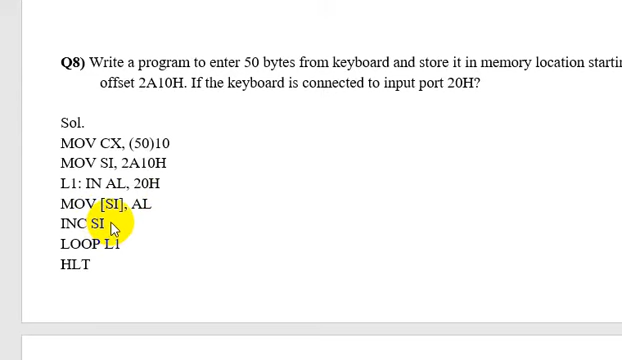 Q8) Write a program to enter 50 bytes from keyboard and store it in memory location
offset 2A10H. If the keyboard is connected to input port 20H?
Sol.
MOV CX, (50)10
MOV SI, 2A10H
L1: IN AL, 20H
MOV [SI], AL
INC SI
LOOP L1
HLT